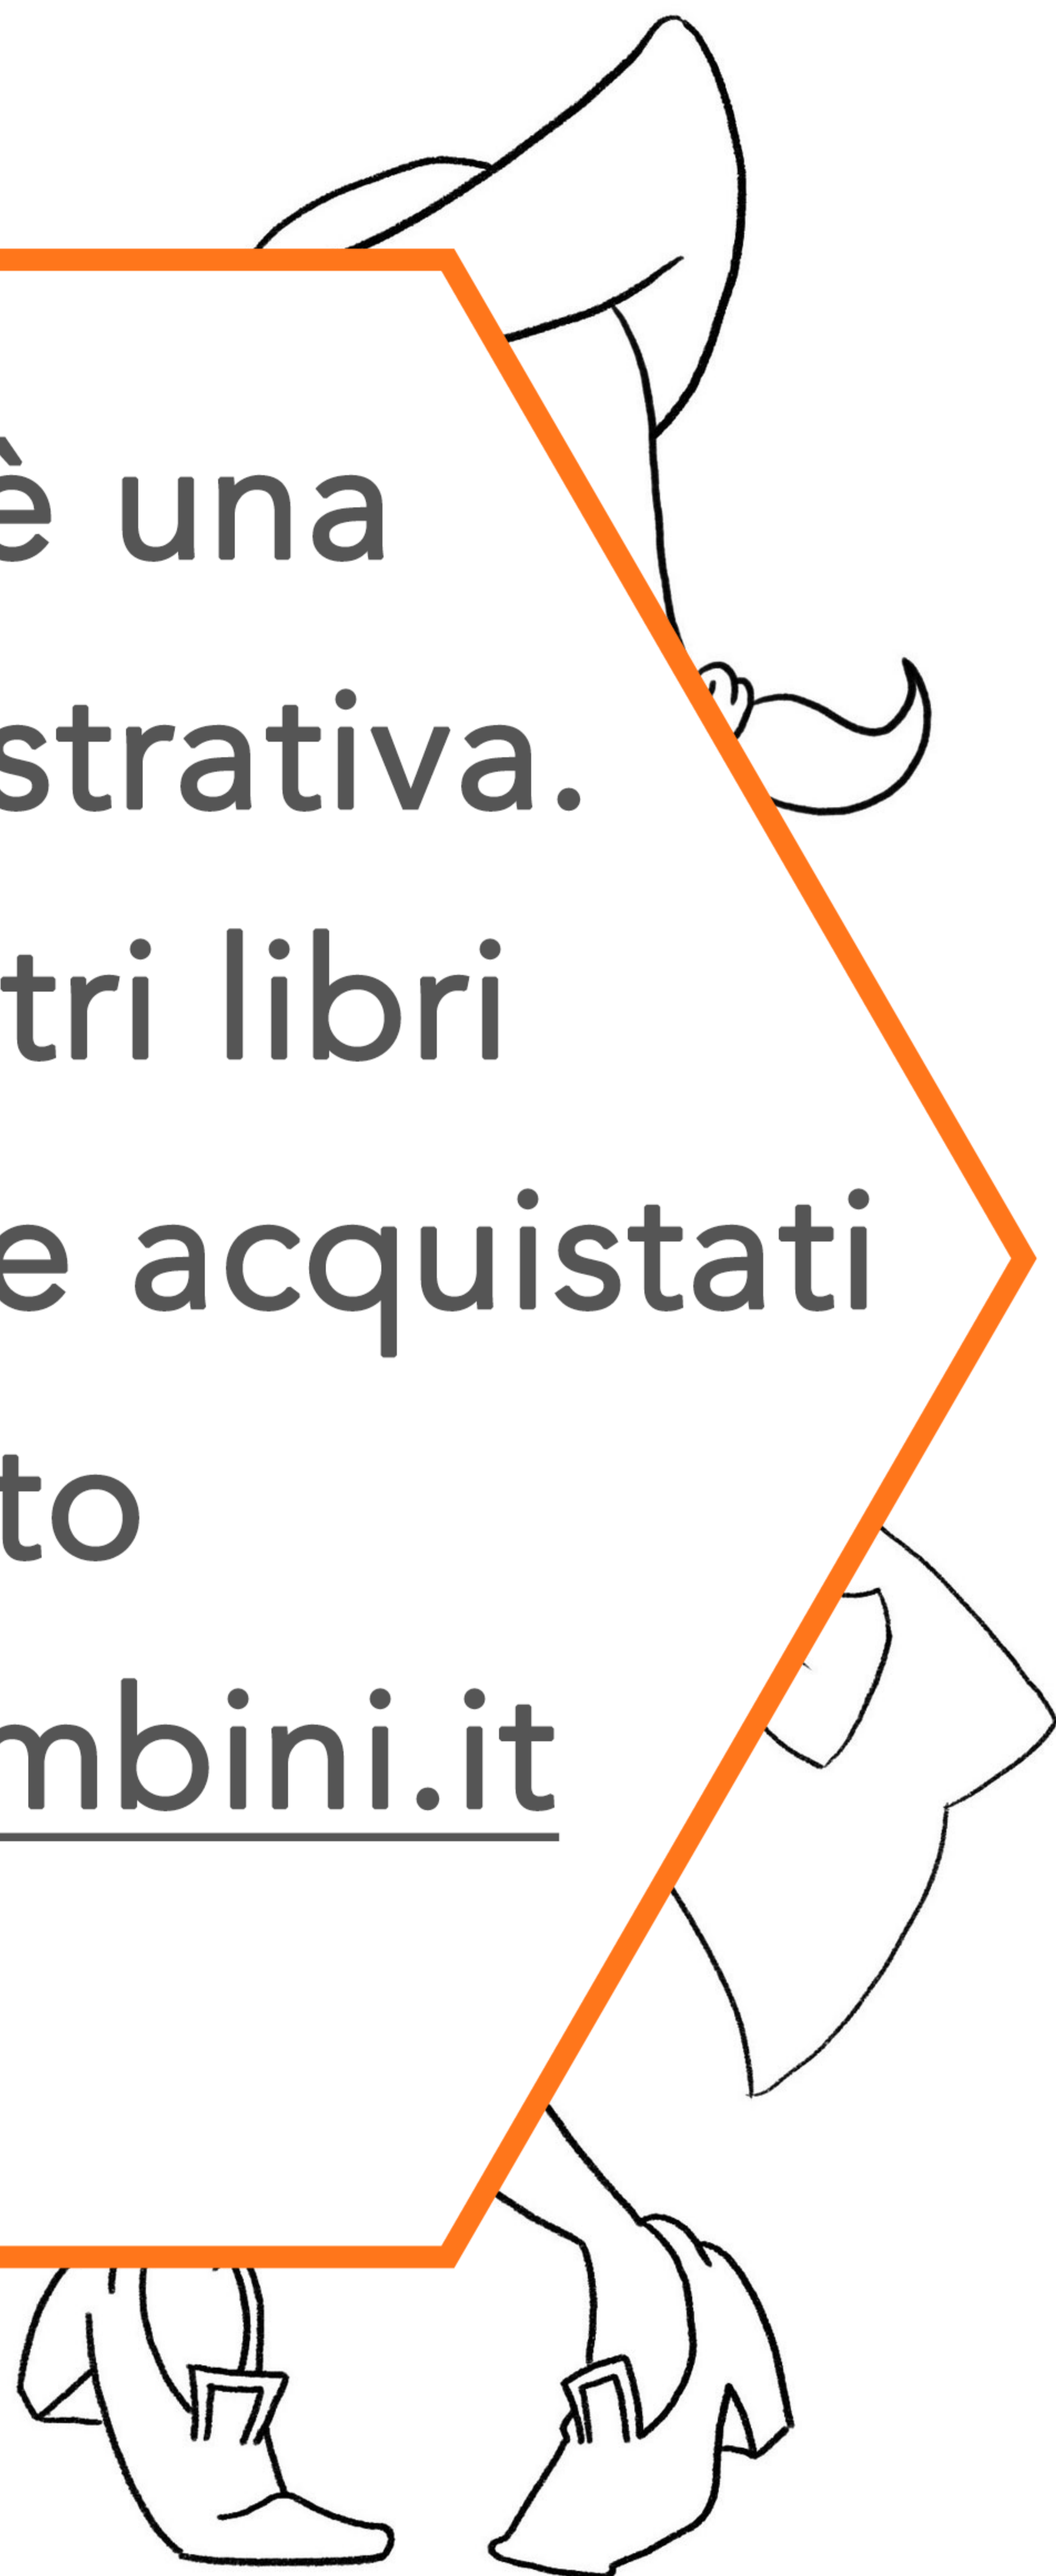 è una
strativa.
tri libri
e acquistati
to
mbini.it